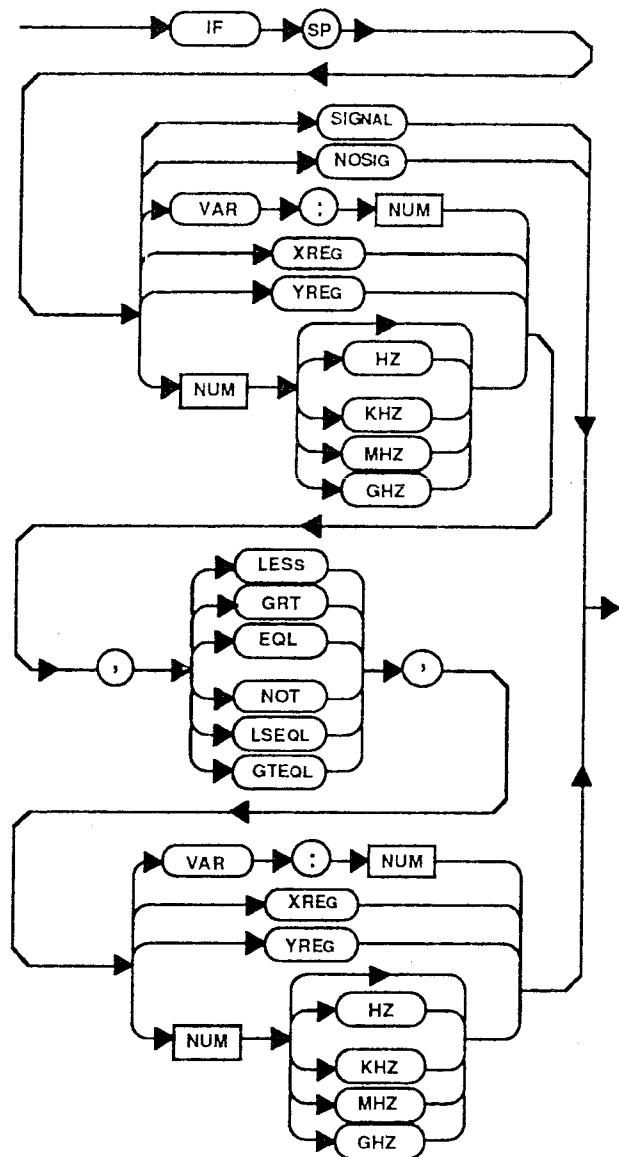 IF SP
SIGNAL
NOSIG
VAR : NUM
XREG
YREG
NUM
HZ
KHZ
MHZ
GHZ
,
LESs
GRT
EQL
NOT
LSEQL
GTEQL
,
VAR : NUM
XREG
YREG
NUM
HZ
KHZ
MHZ
GHZ